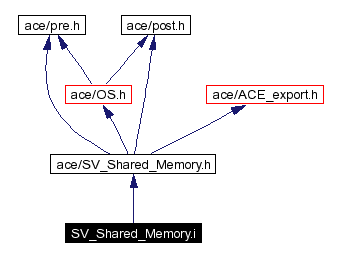 ace/pre.h
ace/post.h
ace/OS.h
ace/ACE_export.h
ace/SV_Shared_Memory.h
SV_Shared_Memory.i